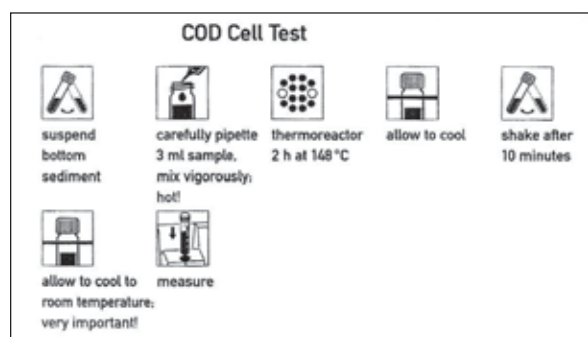 COD Cell Test
suspend
bottom
sediment
carefully pipette
3 ml sample,
mix vigorously;
hot!
thermoreactor
2 h at 148 °C
allow to cool
shake after
10 minutes
allow to cool to
room temperature;
very important!
measure